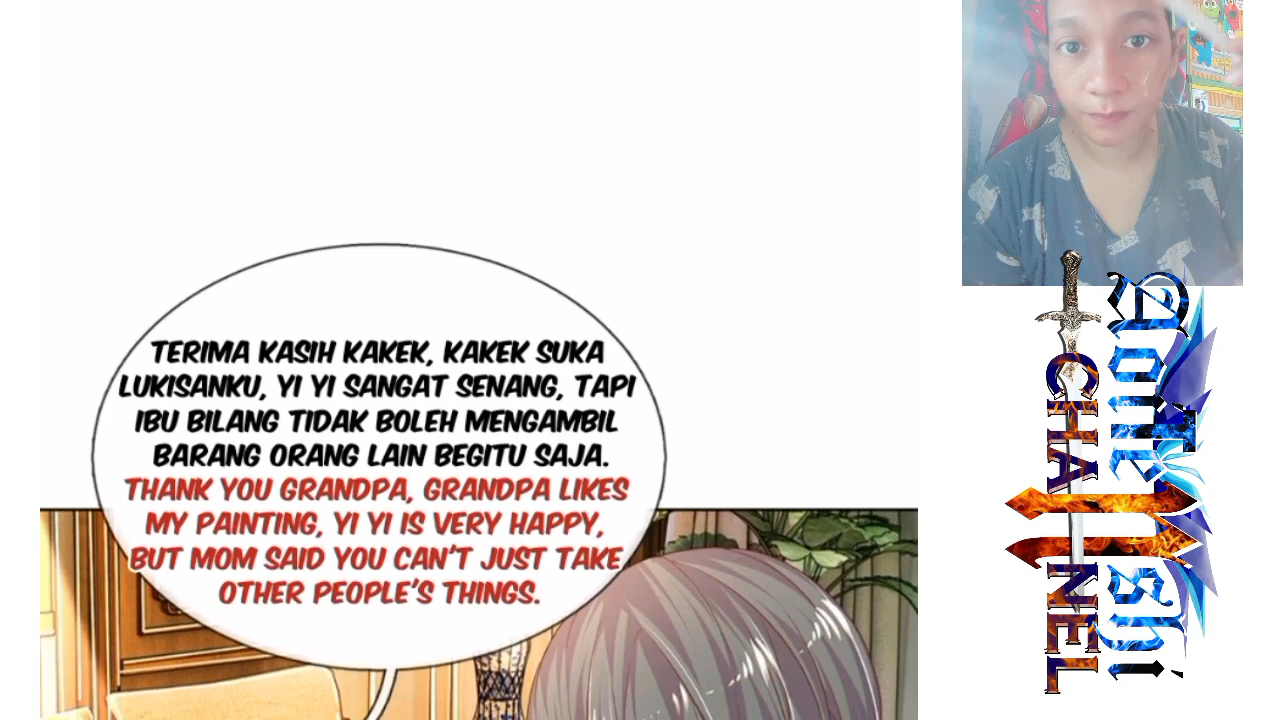 TERIMA KASIH KAKEK, KAKEK SUKA
LUKISANKU, YI YI SANGAT SENANG, TAPI
IBU BILANG TIDAK BOLEH MENGAMBIL
BARANG ORANG LAIN BEGITU SAJA.
THANK YOU GRANDPA, GRANDPA LIKES
MY PAINTING, YI YI IS VERY HAPPY,
BUT MOM SAID YOU CAN'T JUST TAKE
OTHER PEOPLE'S THINGS.
CHANNEL